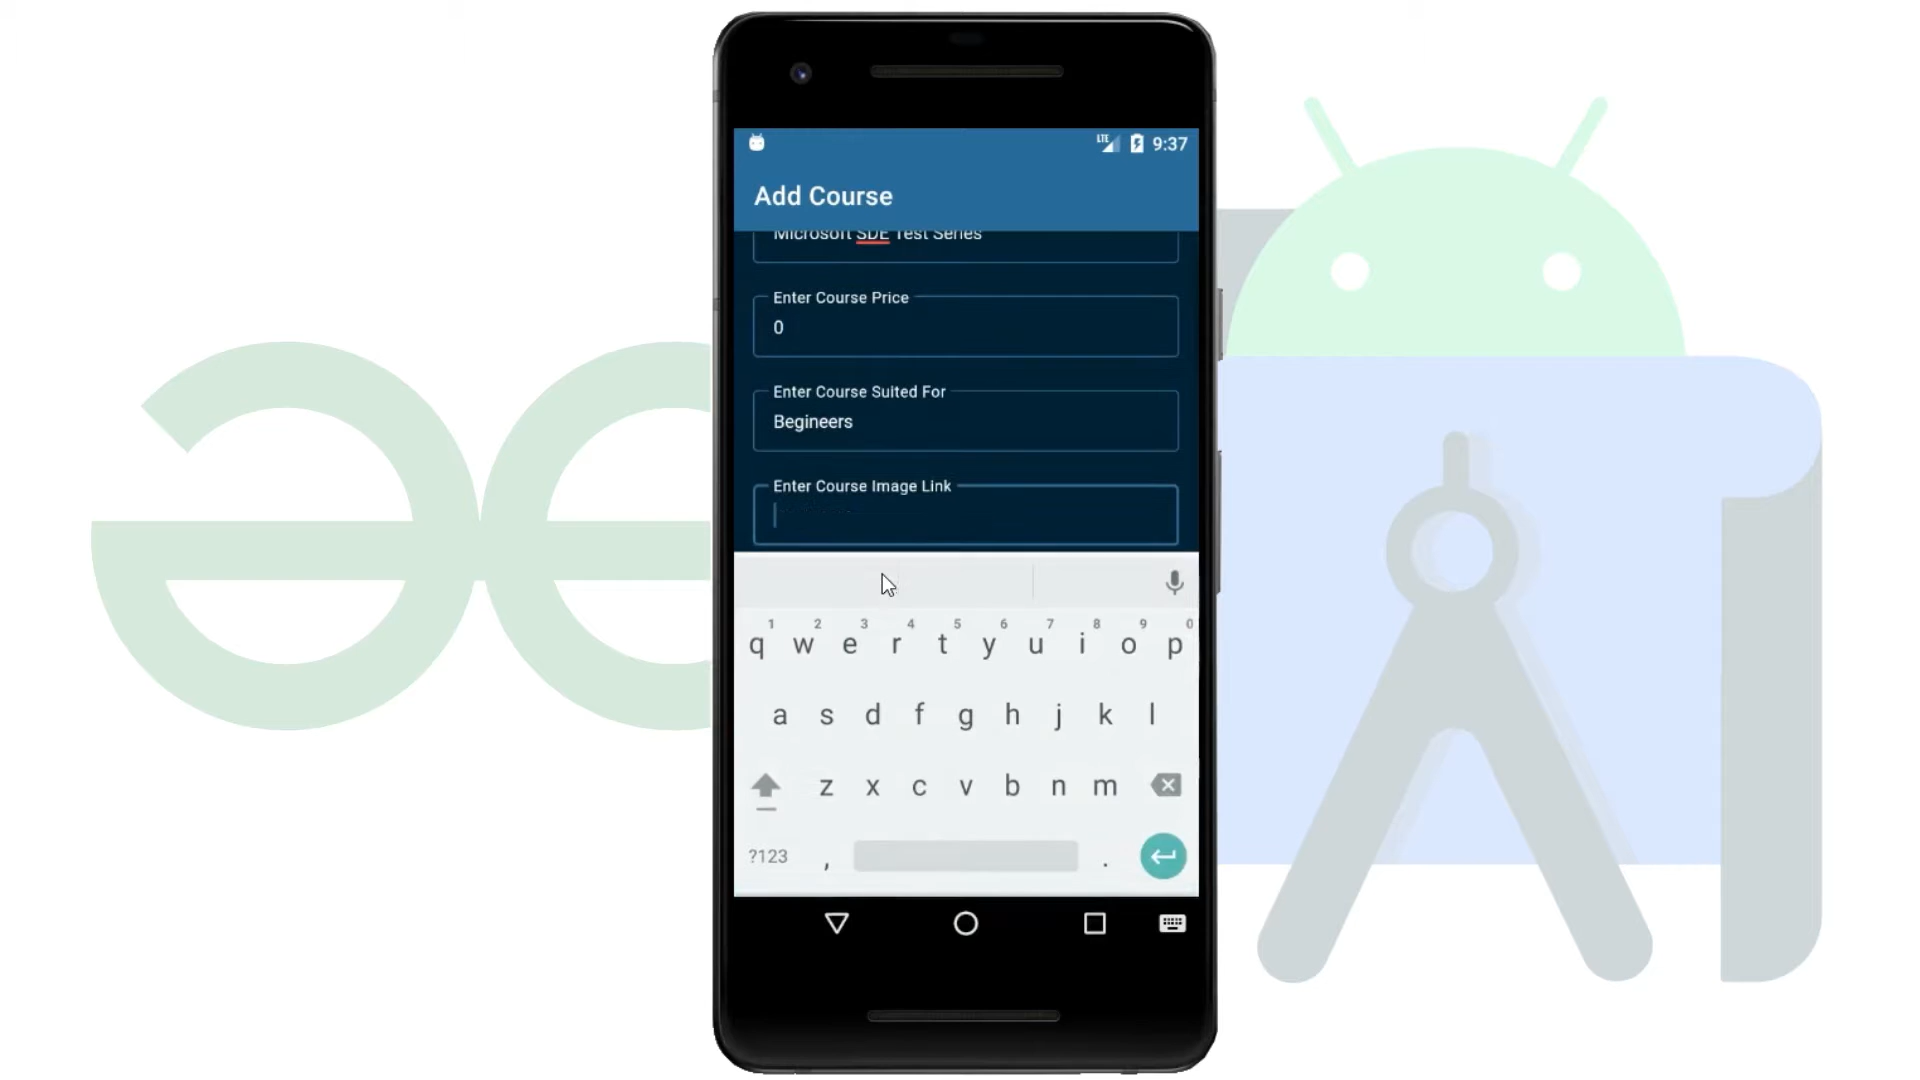 LTE 9:37
Add Course
Microsoft SDE Test Series
Enter Course Price
0
Enter Course Suited For
Begineers
Enter Course Image Link
1 2 3 4 5 6 7 8 9 0
q w e r t y u i o p
a s d f g h j k l
z x c v b n m
?123 , .